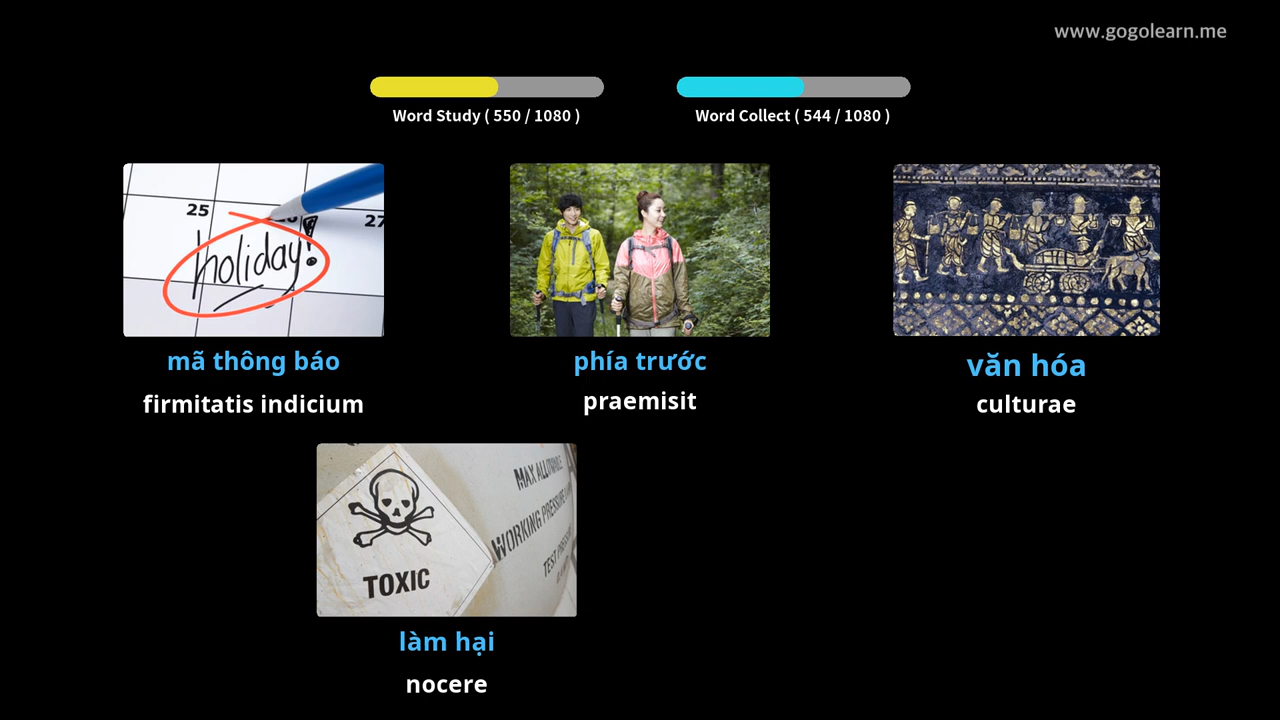 www.gogolearn.me
Word Study ( 550 / 1080 )
Word Collect ( 544 / 1080 )
25
27
holiday!
mã thông báo
firmitatis indicium
phía trước
praemisit
văn hóa
culturae
MAX ALLOWABLE
WORKING PRESSURE
TEST
TOXIC
làm hại
nocere